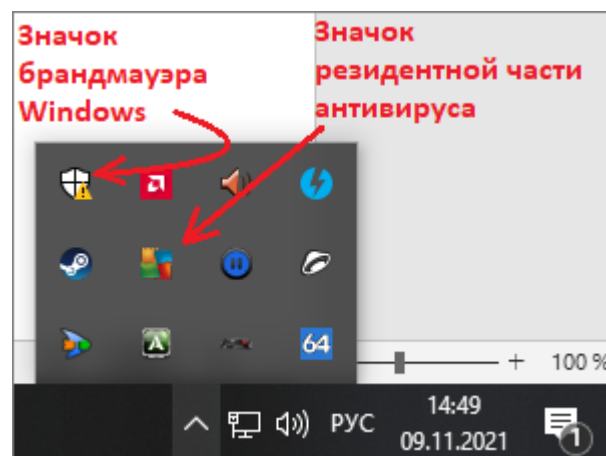 Значок
брандмауэра
Windows
Значок
резидентной части
антивируса
64
+ 100 %
РУС
14:49
09.11.2021
1